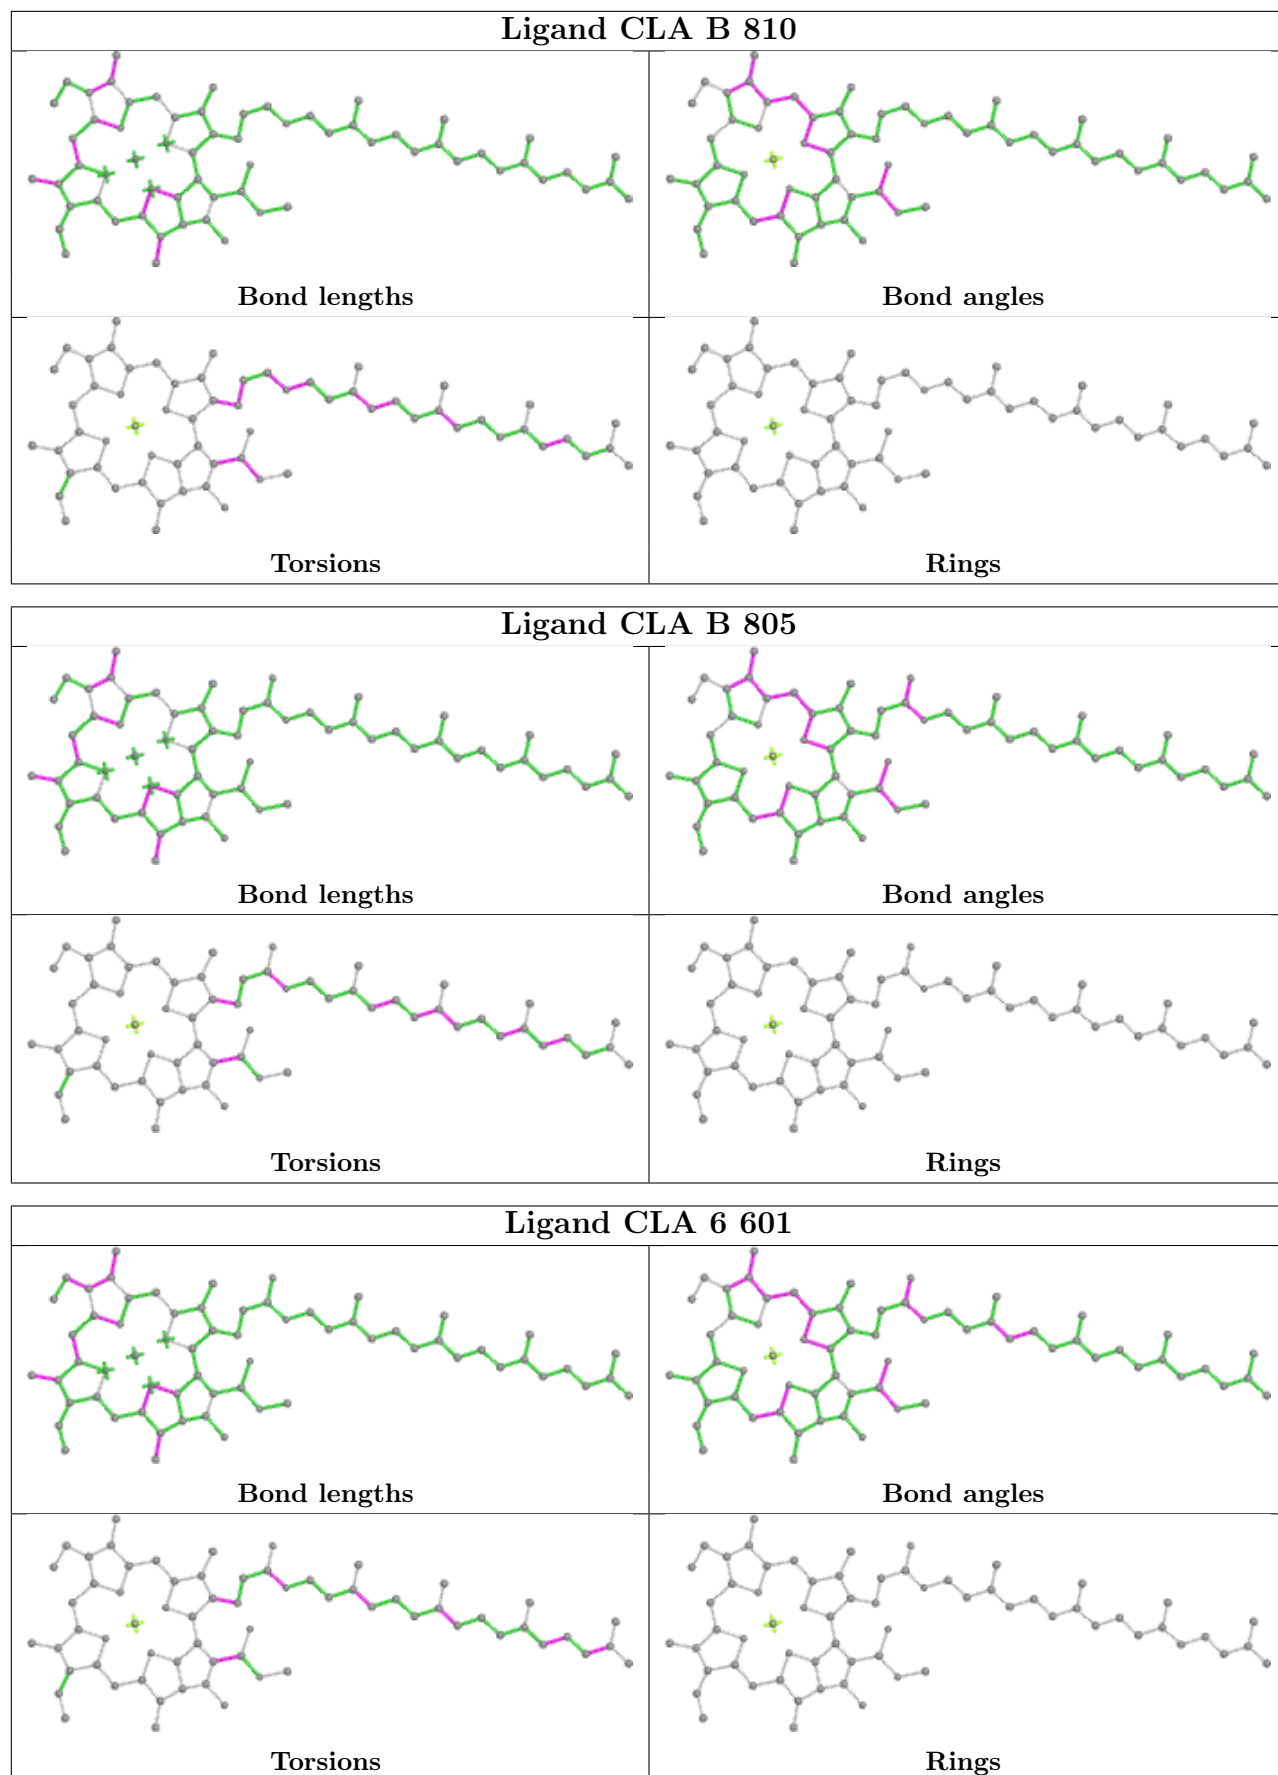 Ligand CLA B 810
Bond lengths
Bond angles
Torsions
Rings
Ligand CLA B 805
Bond lengths
Bond angles
Torsions
Rings
Ligand CLA 6 601
Bond lengths
Bond angles
Torsions
Rings